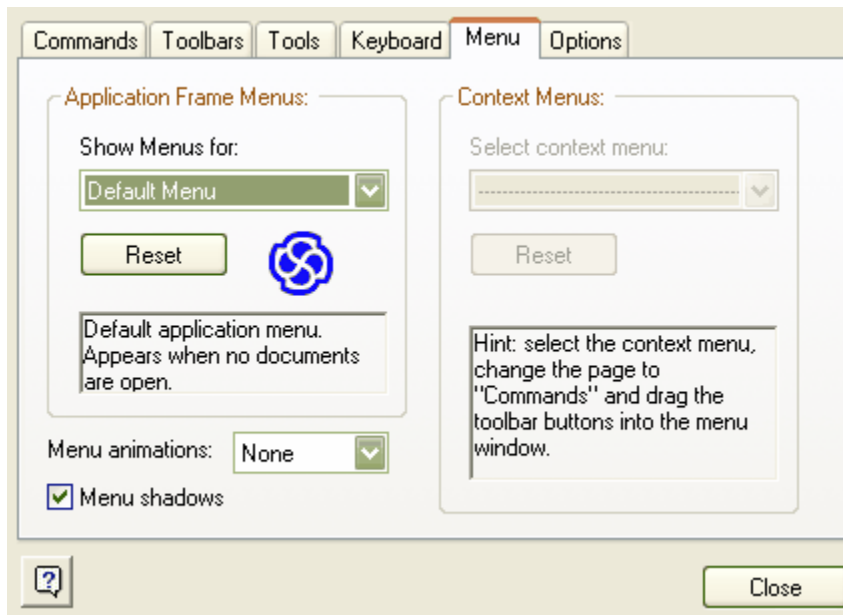 Commands Toolbars Tools Keyboard Menu Options
Application Frame Menus:
Show Menus for:
Default Menu
Reset
Default application menu.
Appears when no documents
are open.
Menu animations: None
Menu shadows
Context Menus:
Select context menu:
Reset
Hint: select the context menu,
change the page to
"Commands" and drag the
toolbar buttons into the menu
window.
?
Close